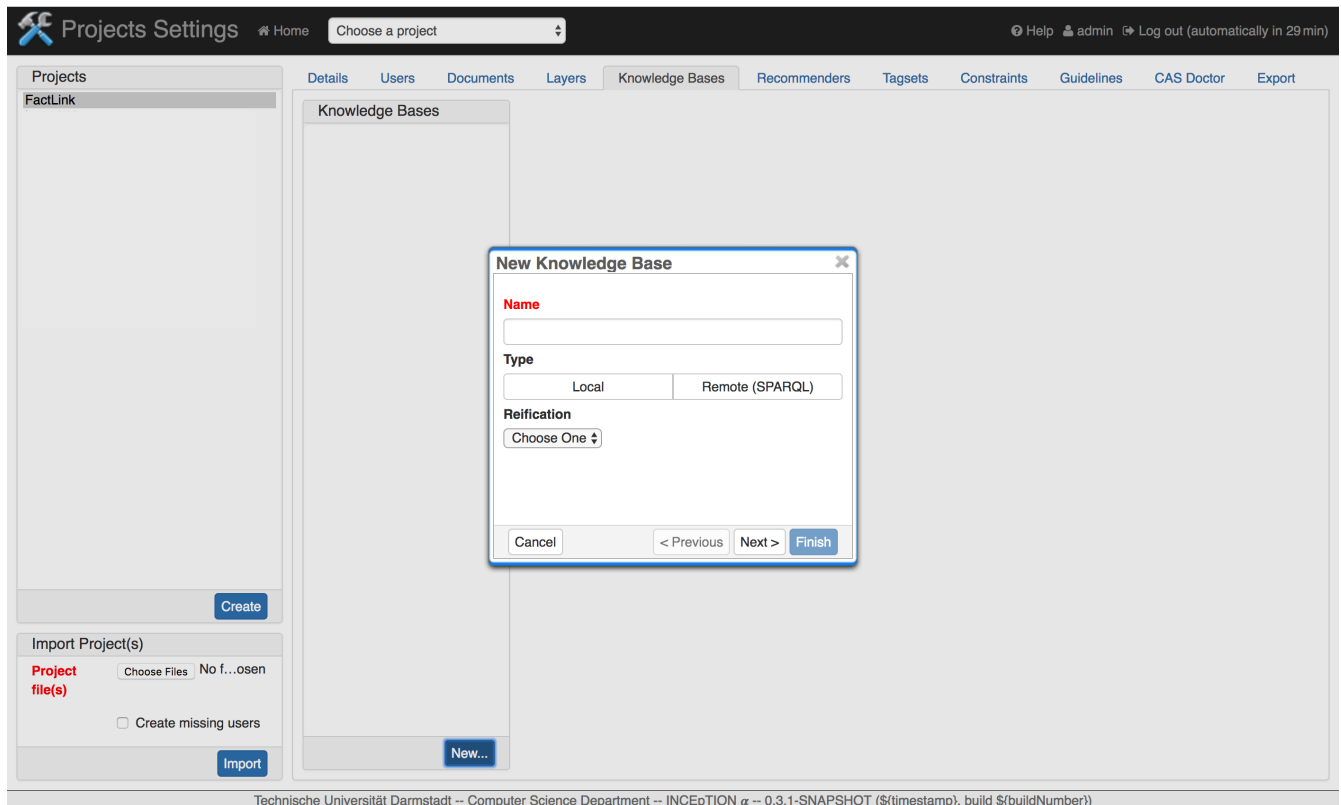 Projects Settings Home Choose a project Help admin Log out (automatically in 29 min)
Projects
FactLink
Create
Import Project(s)
Project file(s) Choose Files No f…osen
Create missing users
Import
Details Users Documents Layers Knowledge Bases Recommenders Tagsets Constraints Guidelines CAS Doctor Export
Knowledge Bases
New...
New Knowledge Base
Name
Type
Local Remote (SPARQL)
Reification
Choose One
Cancel < Previous Next > Finish
Technische Universität Darmstadt -- Computer Science Department -- INCEpTION α -- 0.3.1-SNAPSHOT (${timestamp}, build ${buildNumber})